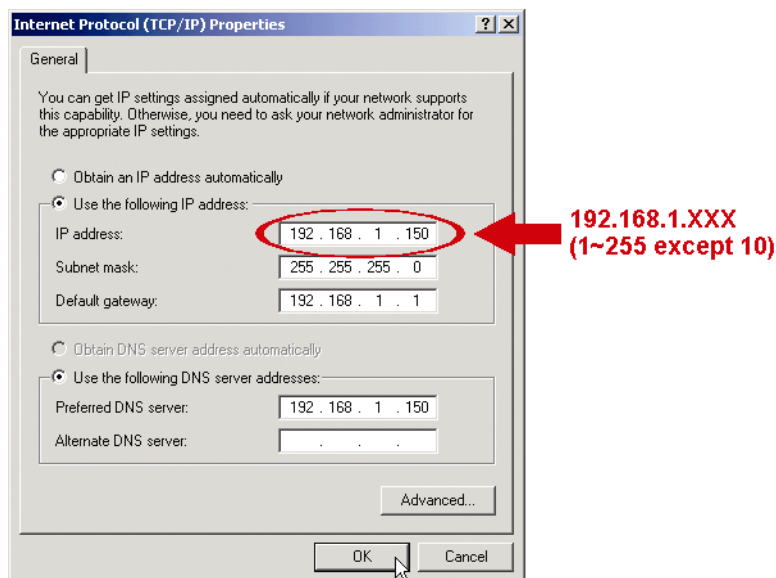 Internet Protocol (TCP/IP) Properties
General
You can get IP settings assigned automatically if your network supports
this capability. Otherwise, you need to ask your network administrator for
the appropriate IP settings.
Obtain an IP address automatically
Use the following IP address:
IP address: 192 . 168 . 1 . 150
Subnet mask: 255 . 255 . 255 . 0
Default gateway: 192 . 168 . 1 . 1
192.168.1.XXX
(1~255 except 10)
Obtain DNS server address automatically
Use the following DNS server addresses:
Preferred DNS server: 192 . 168 . 1 . 150
Alternate DNS server: . . .
Advanced...
OK Cancel